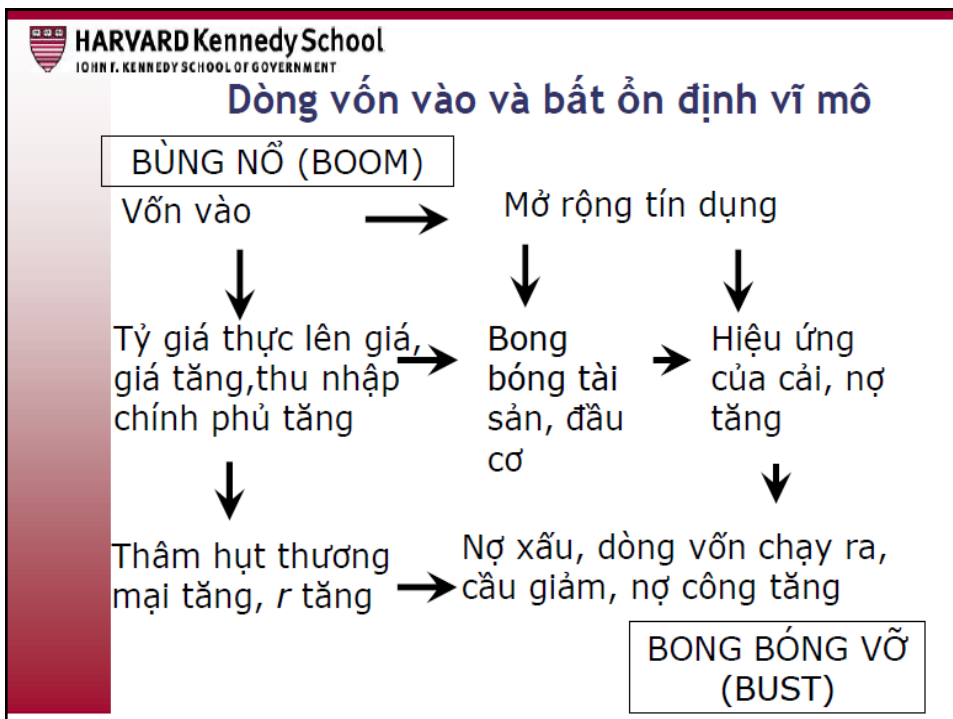 HARVARD Kennedy School
JOHN F. KENNEDY SCHOOL OF GOVERNMENT
Dòng vốn vào và bất ổn định vĩ mô
BÙNG NỔ (BOOM)
Vốn vào
Mở rộng tín dụng
Tỷ giá thực lên giá,
giá tăng,thu nhập
chính phủ tăng
Bong
bóng tài
sản, đầu
cơ
Hiệu ứng
của cải, nợ
tăng
Thâm hụt thương
mại tăng, r tăng
Nợ xấu, dòng vốn chạy ra,
cầu giảm, nợ công tăng
BONG BÓNG VỠ
(BUST)